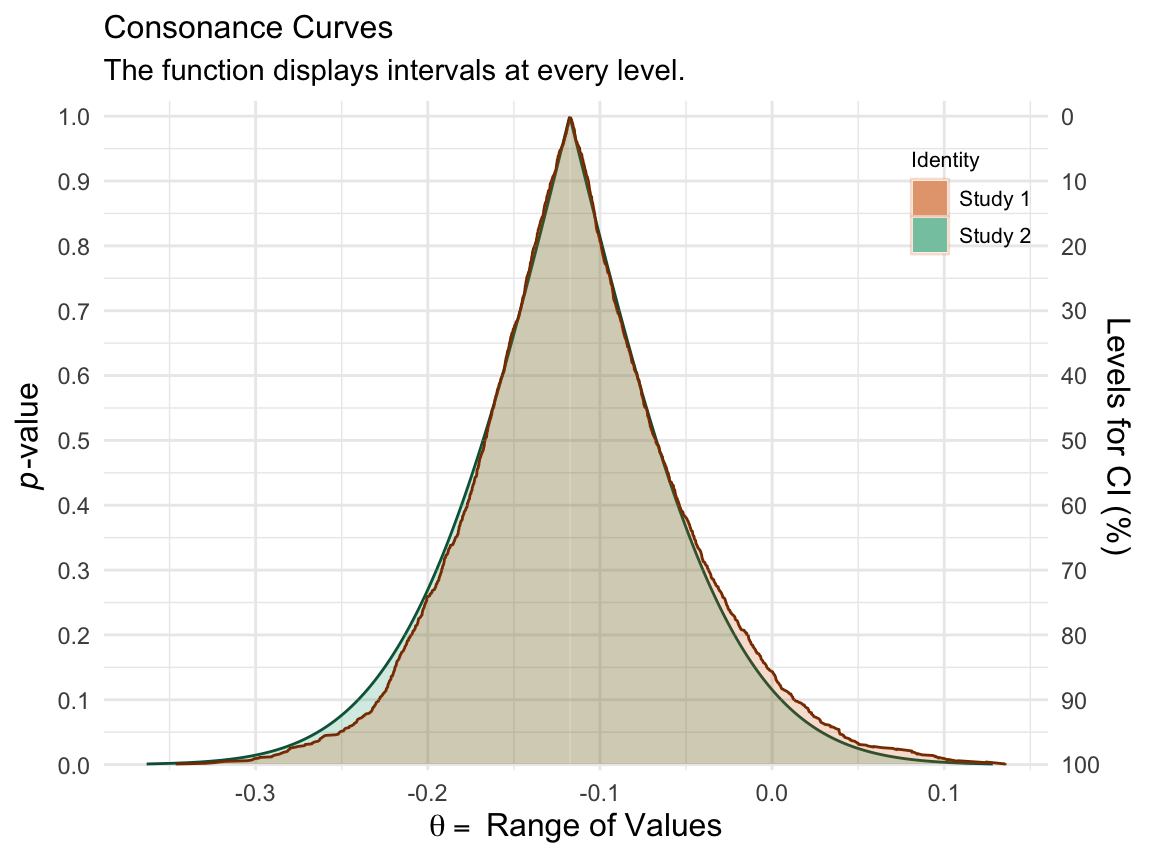 Consonance Curves
The function displays intervals at every level.
1.0
0.9
0.8
0.7
0.6
0.5
0.4
0.3
0.2
0.1
0.0
p-value
Identity
Study 1
Study 2
0
10
20
30
40
50
60
70
80
90
100
Levels for CI (%)
-0.3 -0.2 -0.1 0.0 0.1
θ = Range of Values